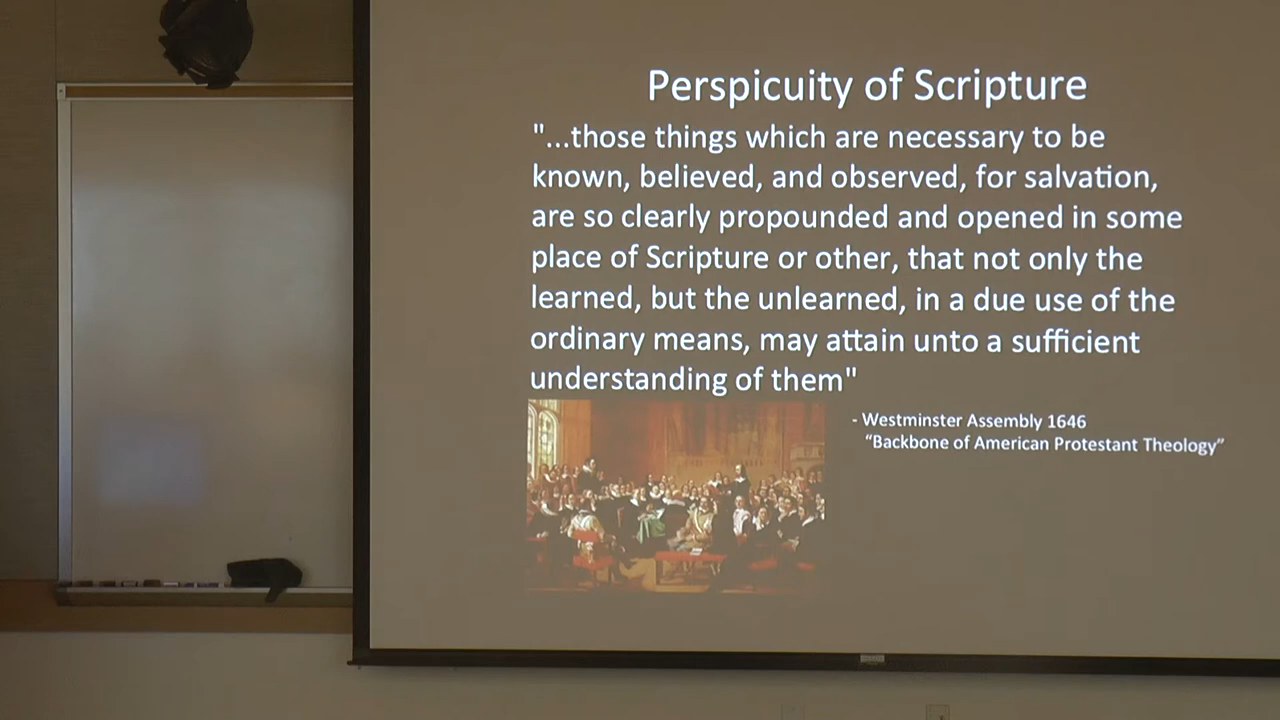 Perspicuity of Scripture
"...those things which are necessary to be
known, believed, and observed, for salvation,
are so clearly propounded and opened in some
place of Scripture or other, that not only the
learned, but the unlearned, in a due use of the
ordinary means, may attain unto a sufficient
understanding of them"
- Westminster Assembly 1646
“Backbone of American Protestant Theology”